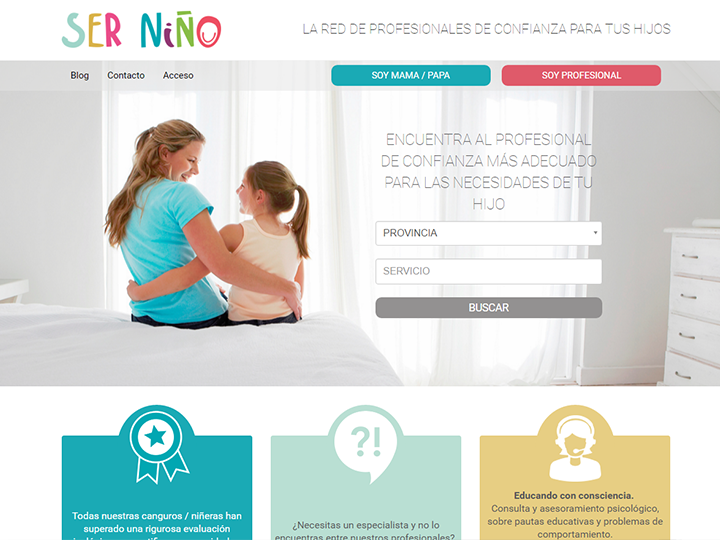 SER NIÑO
LA RED DE PROFESIONALES DE CONFIANZA PARA TUS HIJOS
Blog Contacto Acceso
SOY MAMA / PAPA
SOY PROFESIONAL
ENCUENTRA AL PROFESIONAL
DE CONFIANZA MÁS ADECUADO
PARA LAS NECESIDADES DE TU
HIJO
PROVINCIA
SERVICIO
BUSCAR
?!
Todas nuestras canguros / niñeras han
superado una rigurosa evaluación
¿Necesitas un especialista y no lo
encuentras entre nuestros profesionales?
Educando con consciencia.
Consulta y asesoramiento psicológico,
sobre pautas educativas y problemas de
comportamiento.